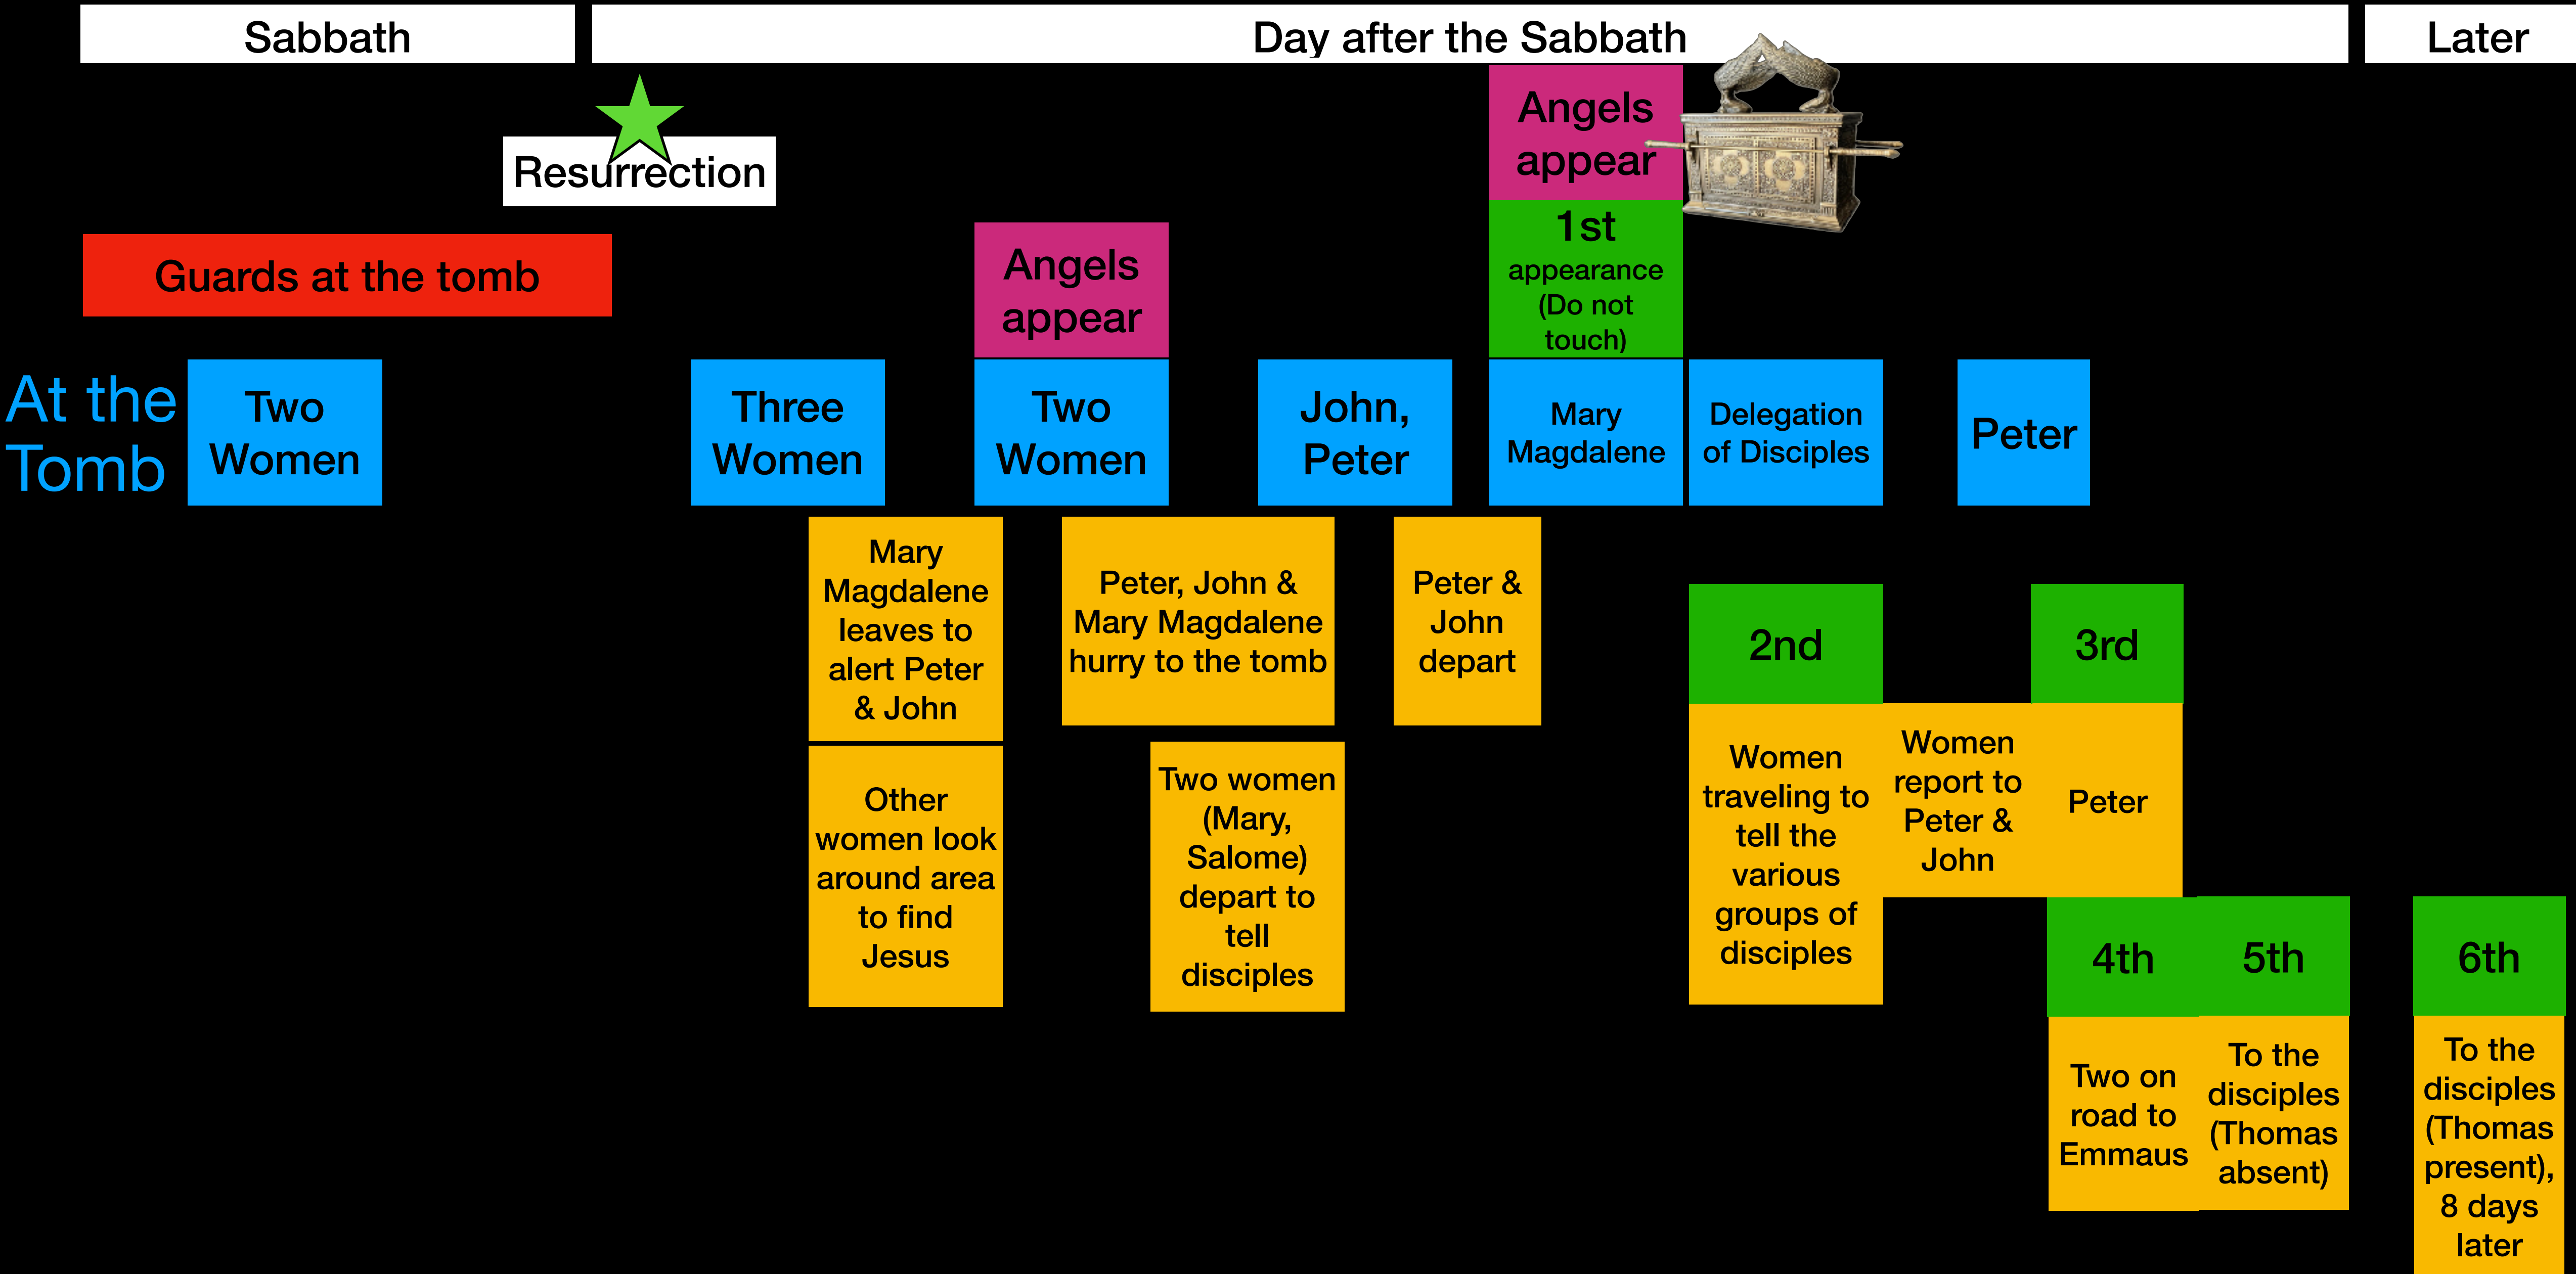 Sabbath
Day after the Sabbath
Later
Resurrection
Guards at the tomb
Angels
appear
Angels
appear
1st
appearance
(Do not
touch)
At the
Tomb
Two
Women
Three
Women
Two
Women
John,
Peter
Mary
Magdalene
Delegation
of Disciples
Peter
Mary
Magdalene
leaves to
alert Peter
& John
Other
women look
around area
to find
Jesus
Peter, John &
Mary Magdalene
hurry to the tomb
Two women
(Mary,
Salome)
depart to
tell
disciples
Peter &
John
depart
2nd
Women
traveling to
tell the
various
groups of
disciples
Women
report to
Peter &
John
3rd
Peter
4th
Two on
road to
Emmaus
5th
To the
disciples
(Thomas
absent)
6th
To the
disciples
(Thomas
present),
8 days
later